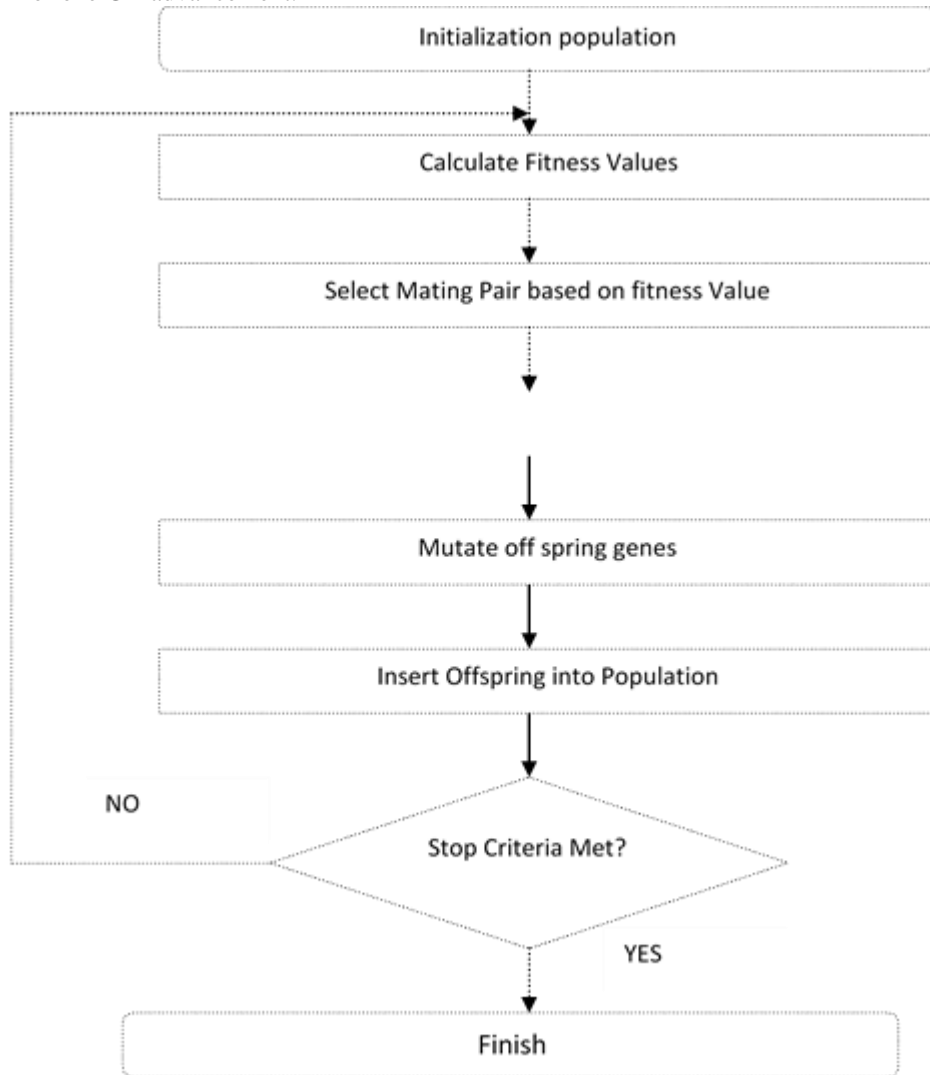 Initialization population
Calculate Fitness Values
Select Mating Pair based on fitness Value
Mutate off spring genes
Insert Offspring into Population
NO
Stop Criteria Met?
YES
Finish